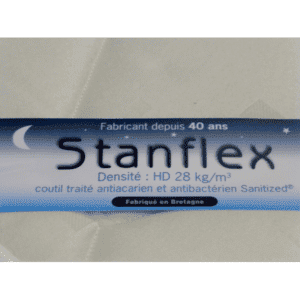 Fabricant depuis 40 ans
Stanflex
Densité : HD 28 kg/m³
coutil traité antiacarien et antibactérien Sanitized®
Fabriqué en Bretagne